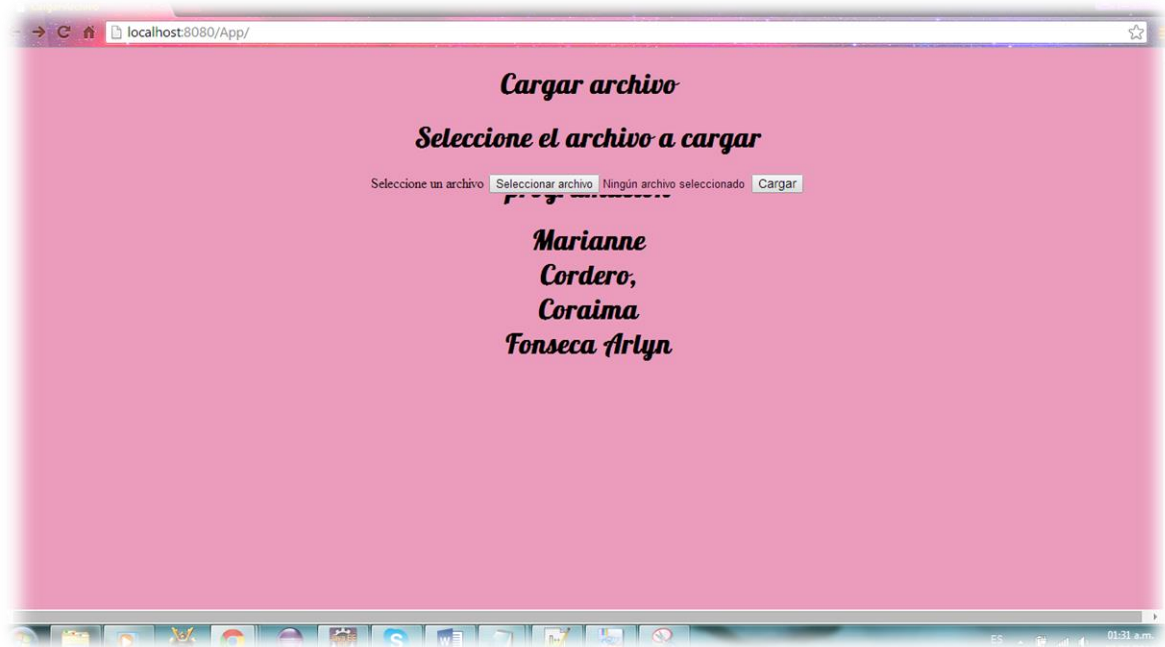 localhost:8080/App/
Cargar archivo
Seleccione el archivo a cargar
Seleccione un archivo Seleccionar archivo Ningún archivo seleccionado Cargar
Marianne
Cordero,
Coraima
Fonseca Arlyn
ES 01:31 a.m.